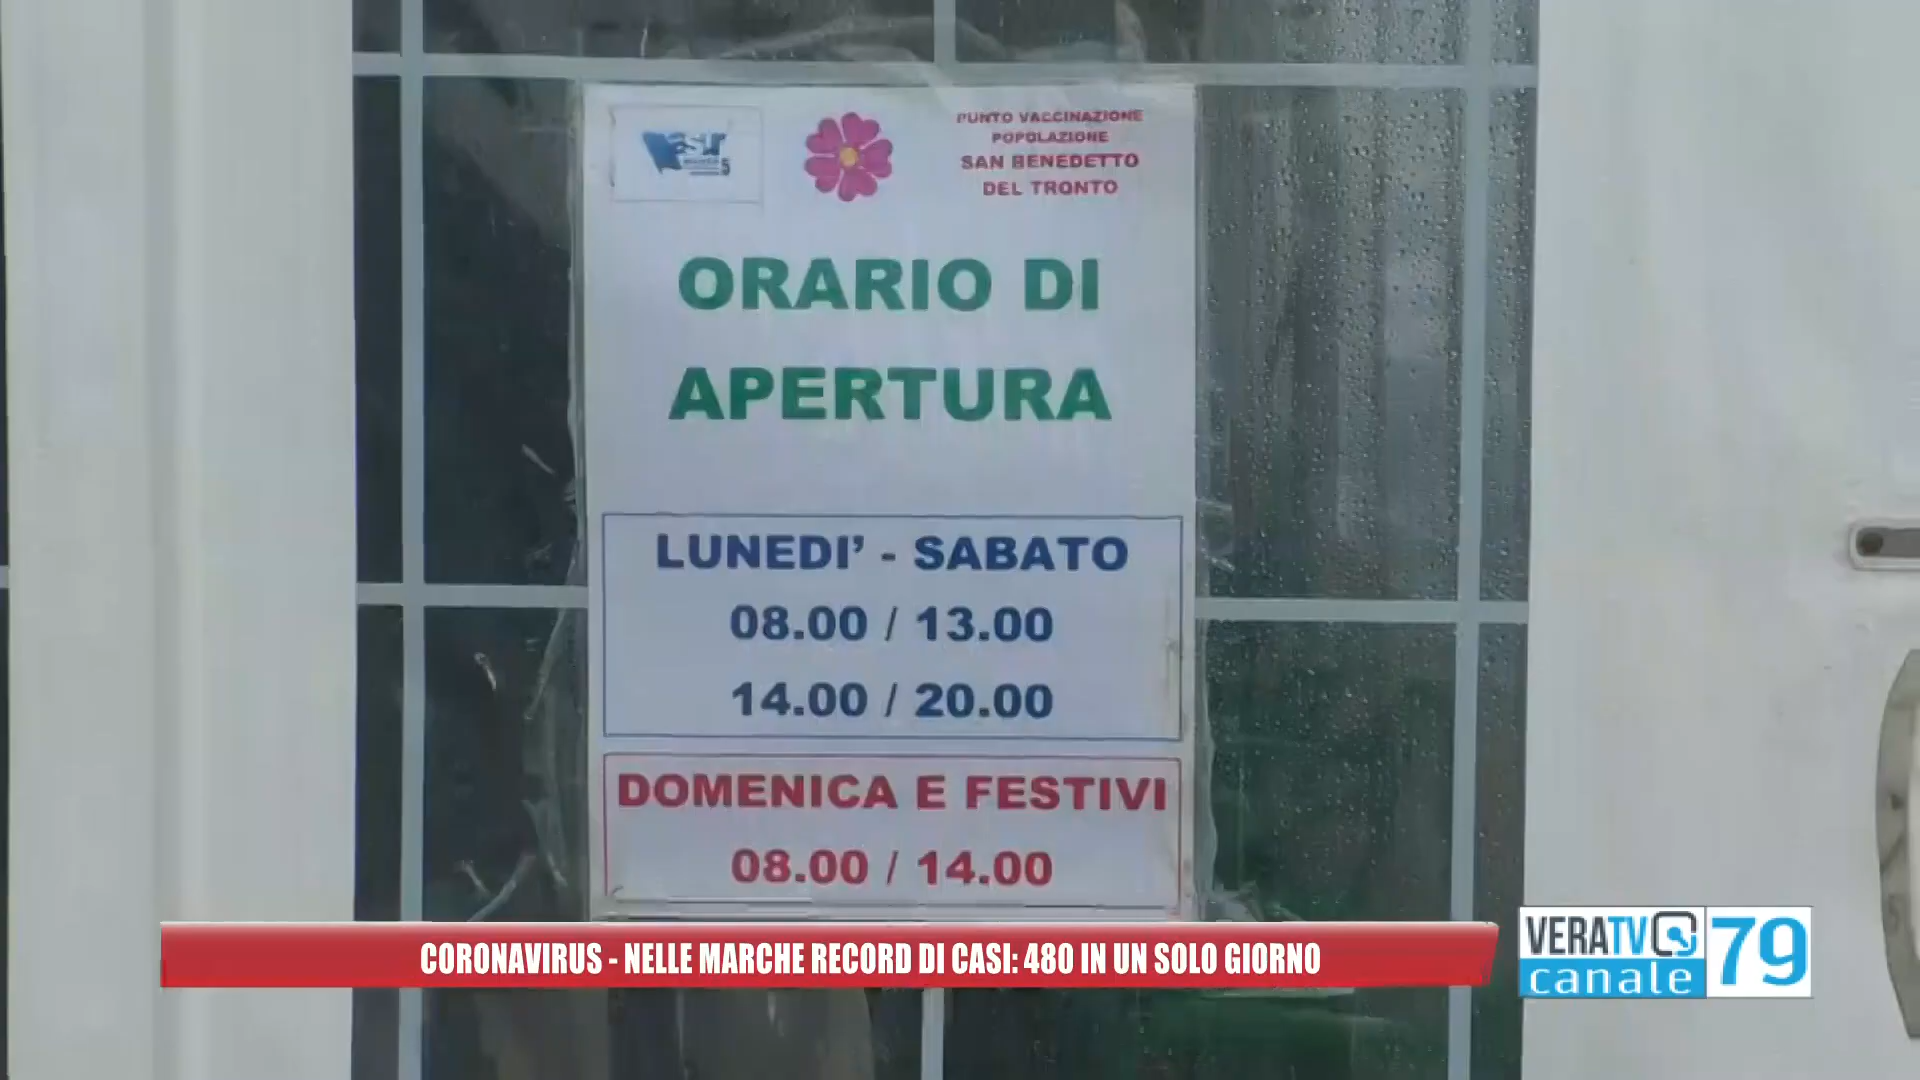 asur
5
PUNTO VACCINAZIONE
POPOLAZIONE
SAN BENEDETTO
DEL TRONTO
ORARIO DI
APERTURA
LUNEDI’ - SABATO
08.00 / 13.00
14.00 / 20.00
DOMENICA E FESTIVI
08.00 / 14.00
CORONAVIRUS - NELLE MARCHE RECORD DI CASI: 480 IN UN SOLO GIORNO
VERATV
canale
79